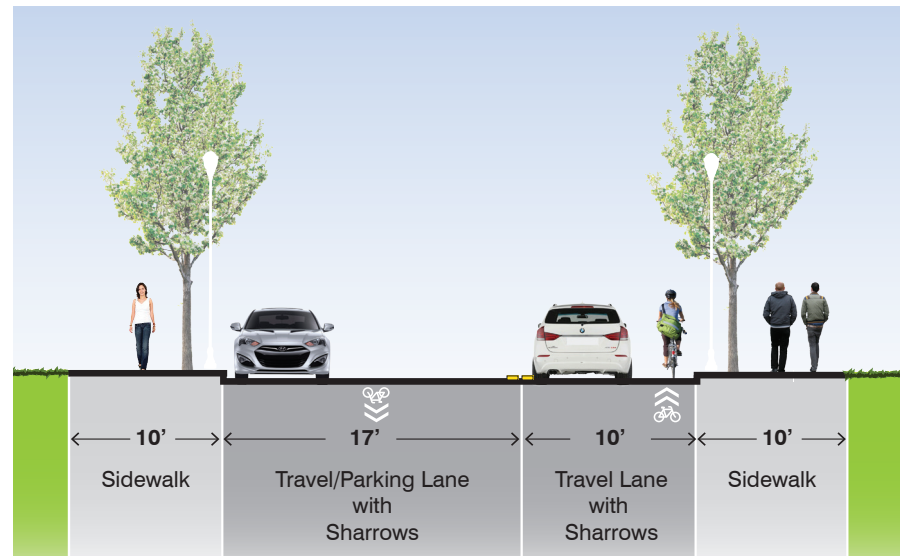 10’
17’
10’
10’
Sidewalk
Travel/Parking Lane
with
Sharrows
Travel Lane
with
Sharrows
Sidewalk